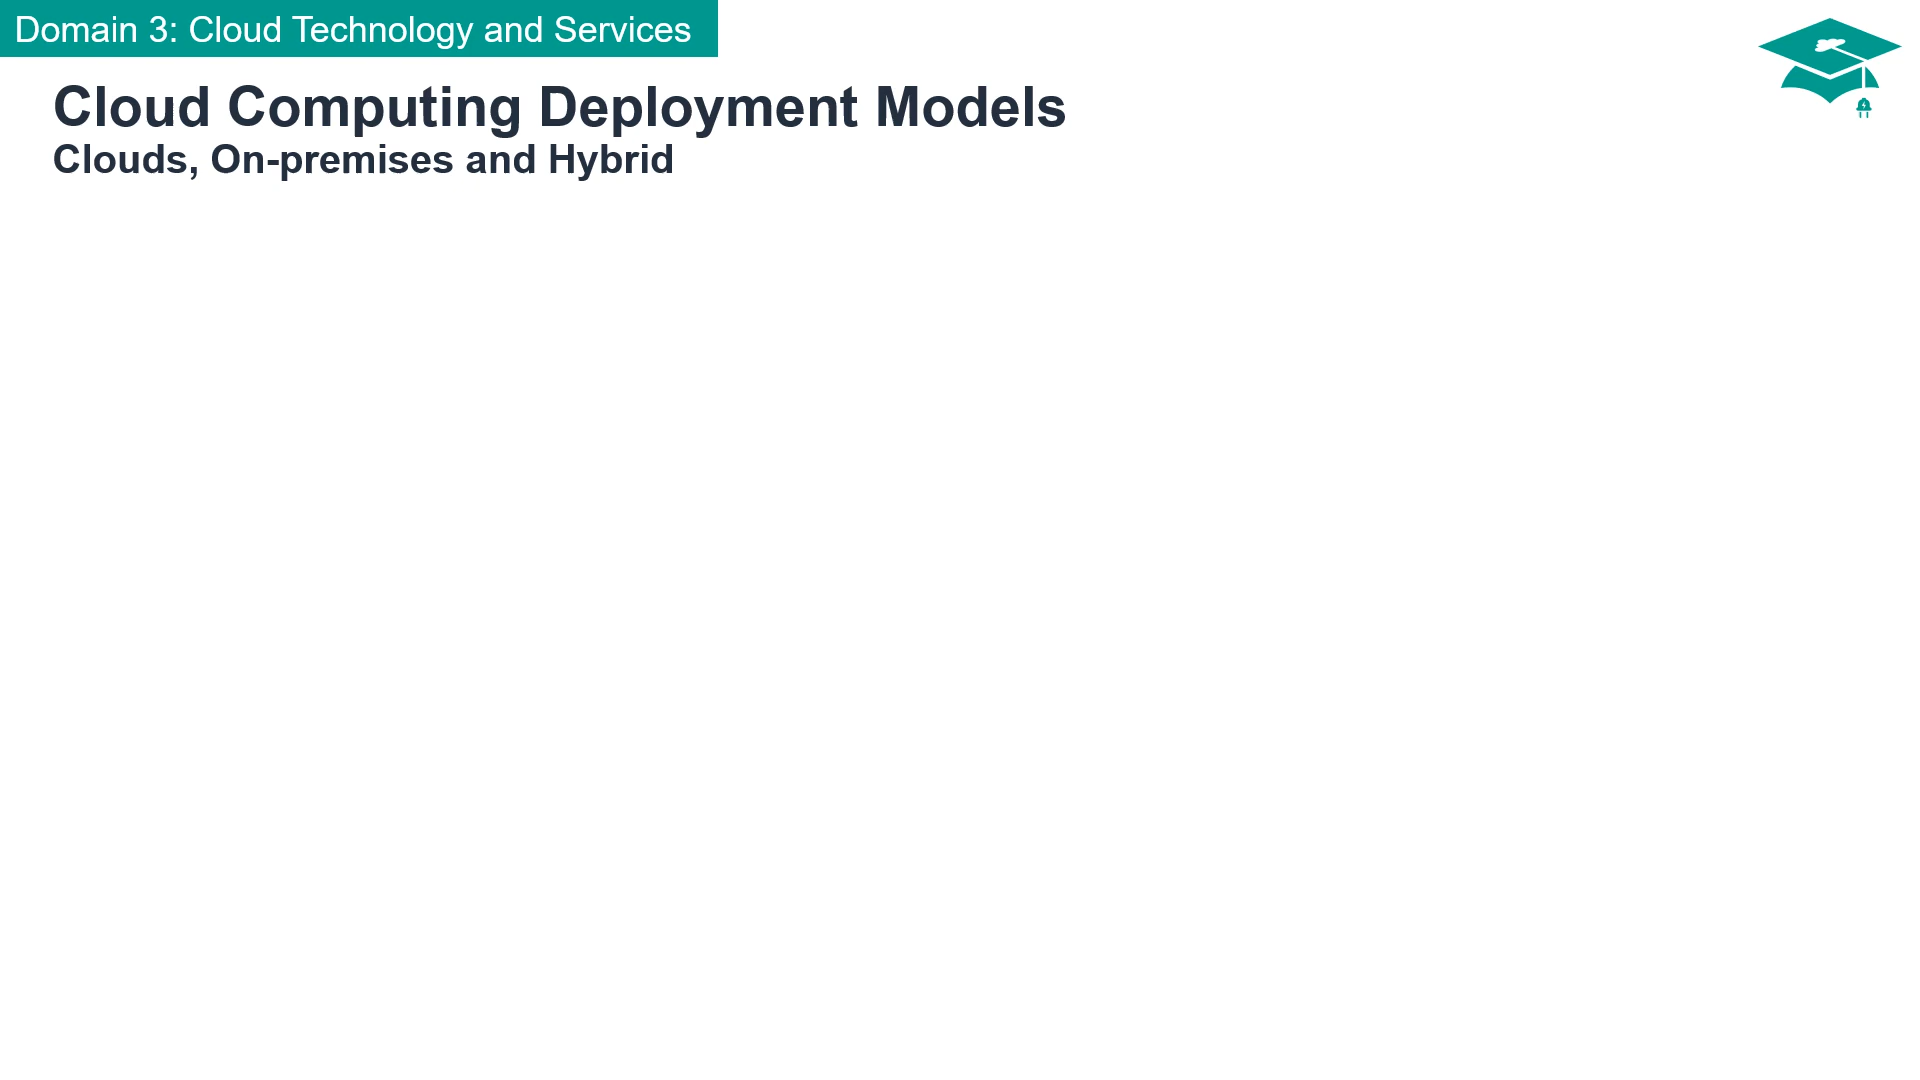 Domain 3: Cloud Technology and Services
Cloud Computing Deployment Models
Clouds, On-premises and Hybrid